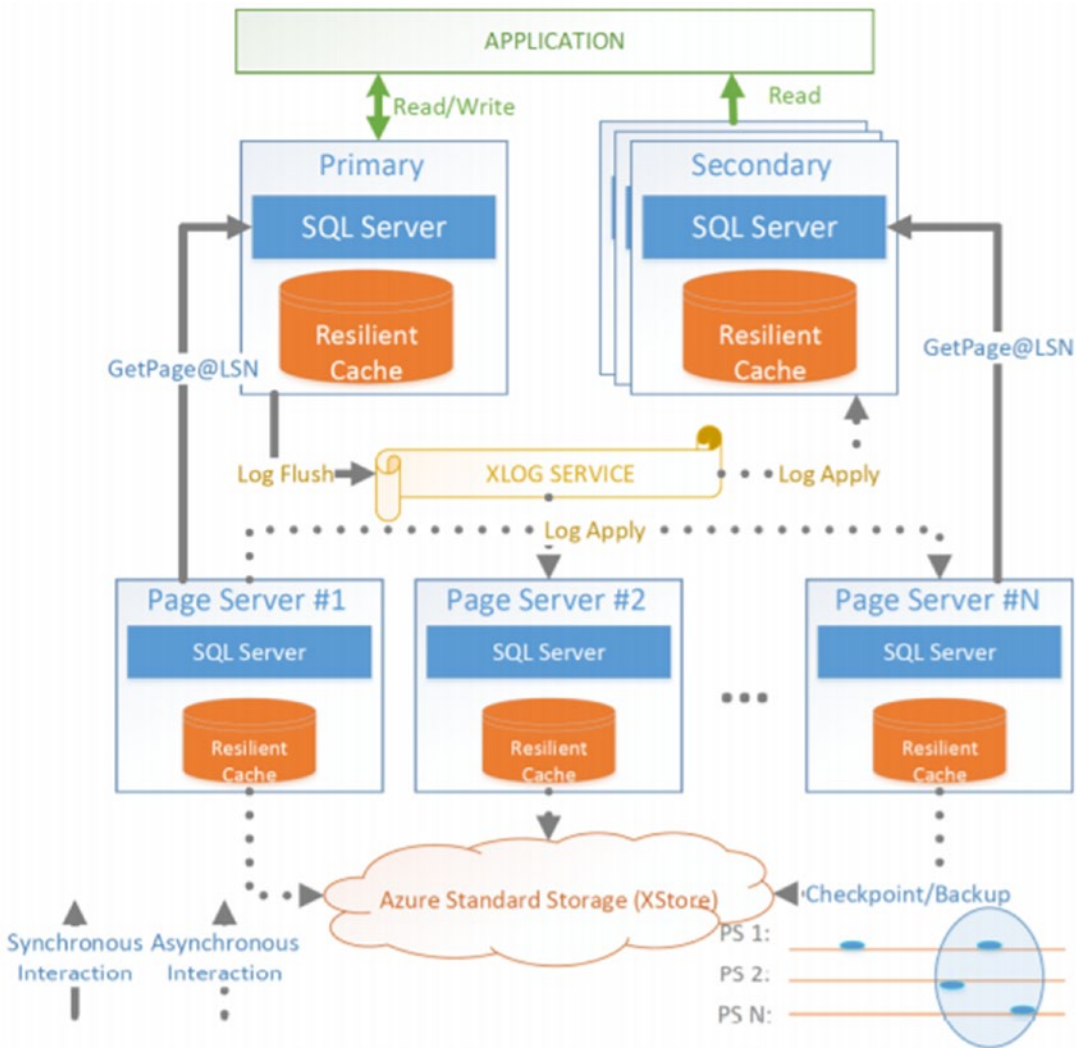 APPLICATION
Read/Write
Read
Primary
Secondary
SQL Server
SQL Server
Resilient
Cache
Resilient
Cache
GetPage@LSN
GetPage@LSN
Log Flush
XLOG SERVICE
Log Apply
Log Apply
Page Server #1
Page Server #2
Page Server #N
SQL Server
SQL Server
SQL Server
Resilient
Cache
Resilient
Cache
Resilient
Cache
Azure Standard Storage (XStore)
Checkpoint/Backup
Synchronous
Interaction
Asynchronous
Interaction
PS 1:
PS 2:
PS N: